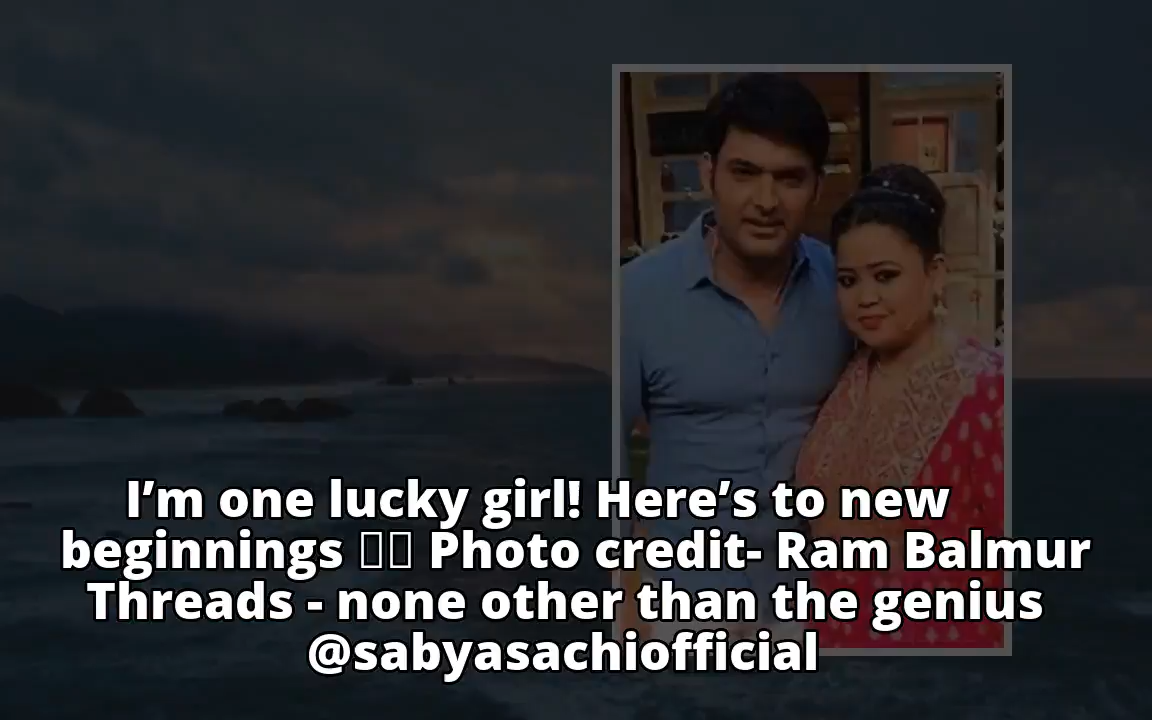 I’m one lucky girl! Here’s to new
beginnings 🀆🀆 Photo credit- Ram Balmur
Threads - none other than the genius
@sabyasachiofficial